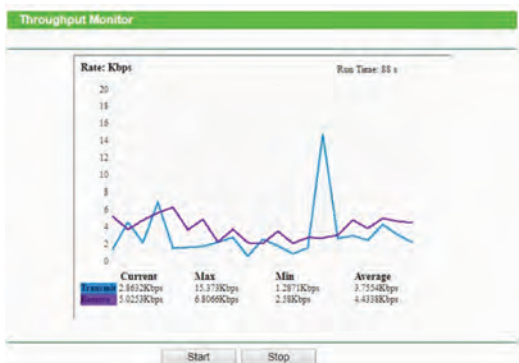 Throughput Monitor
Rate: Kbps Run Time: 88 s
20
18
16
14
12
10
8
6
4
2
0
Current Max Min Average
Transmit 2.8632Kbps 15.373Kbps 1.2871Kbps 3.7554Kbps
Receive 5.0253Kbps 6.8066Kbps 2.58Kbps 4.4338Kbps
Start Stop